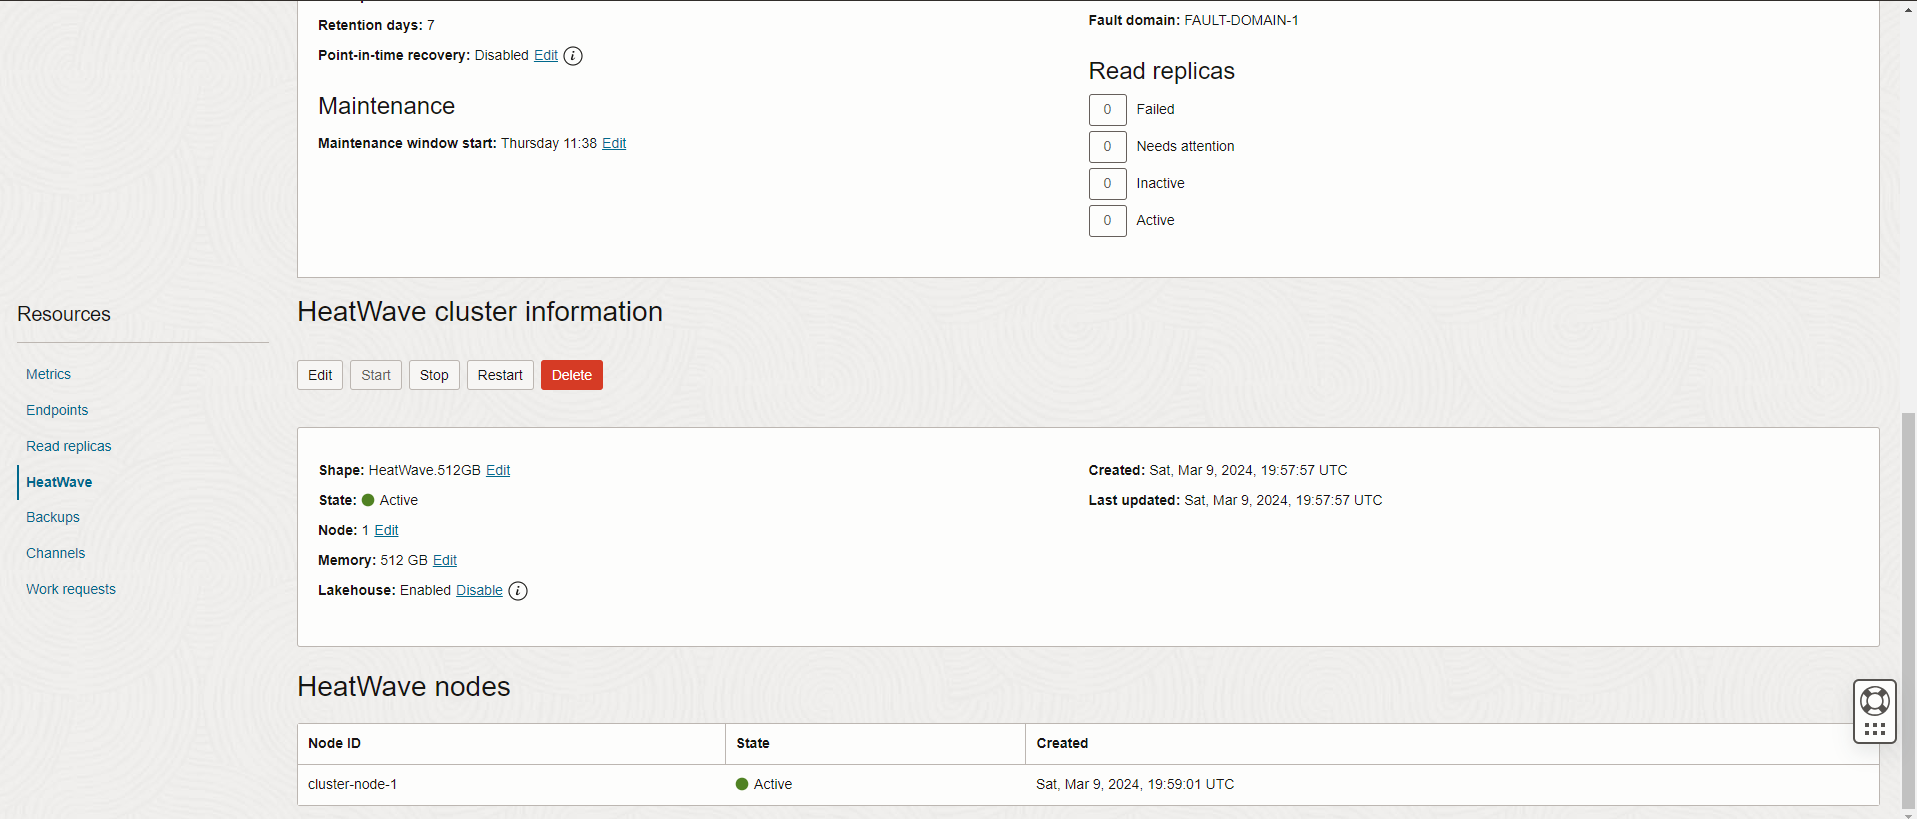 Retention days: 7
Point-in-time recovery: Disabled Edit i
Maintenance
Maintenance window start: Thursday 11:38 Edit
Fault domain: FAULT-DOMAIN-1
Read replicas
0 Failed
0 Needs attention
0 Inactive
0 Active
Resources
Metrics
Endpoints
Read replicas
HeatWave
Backups
Channels
Work requests
HeatWave cluster information
Edit Start Stop Restart Delete
Shape: HeatWave.512GB Edit
State: Active
Node: 1 Edit
Memory: 512 GB Edit
Lakehouse: Enabled Disable i
Created: Sat, Mar 9, 2024, 19:57:57 UTC
Last updated: Sat, Mar 9, 2024, 19:57:57 UTC
HeatWave nodes
Node ID State Created
cluster-node-1 Active Sat, Mar 9, 2024, 19:59:01 UTC